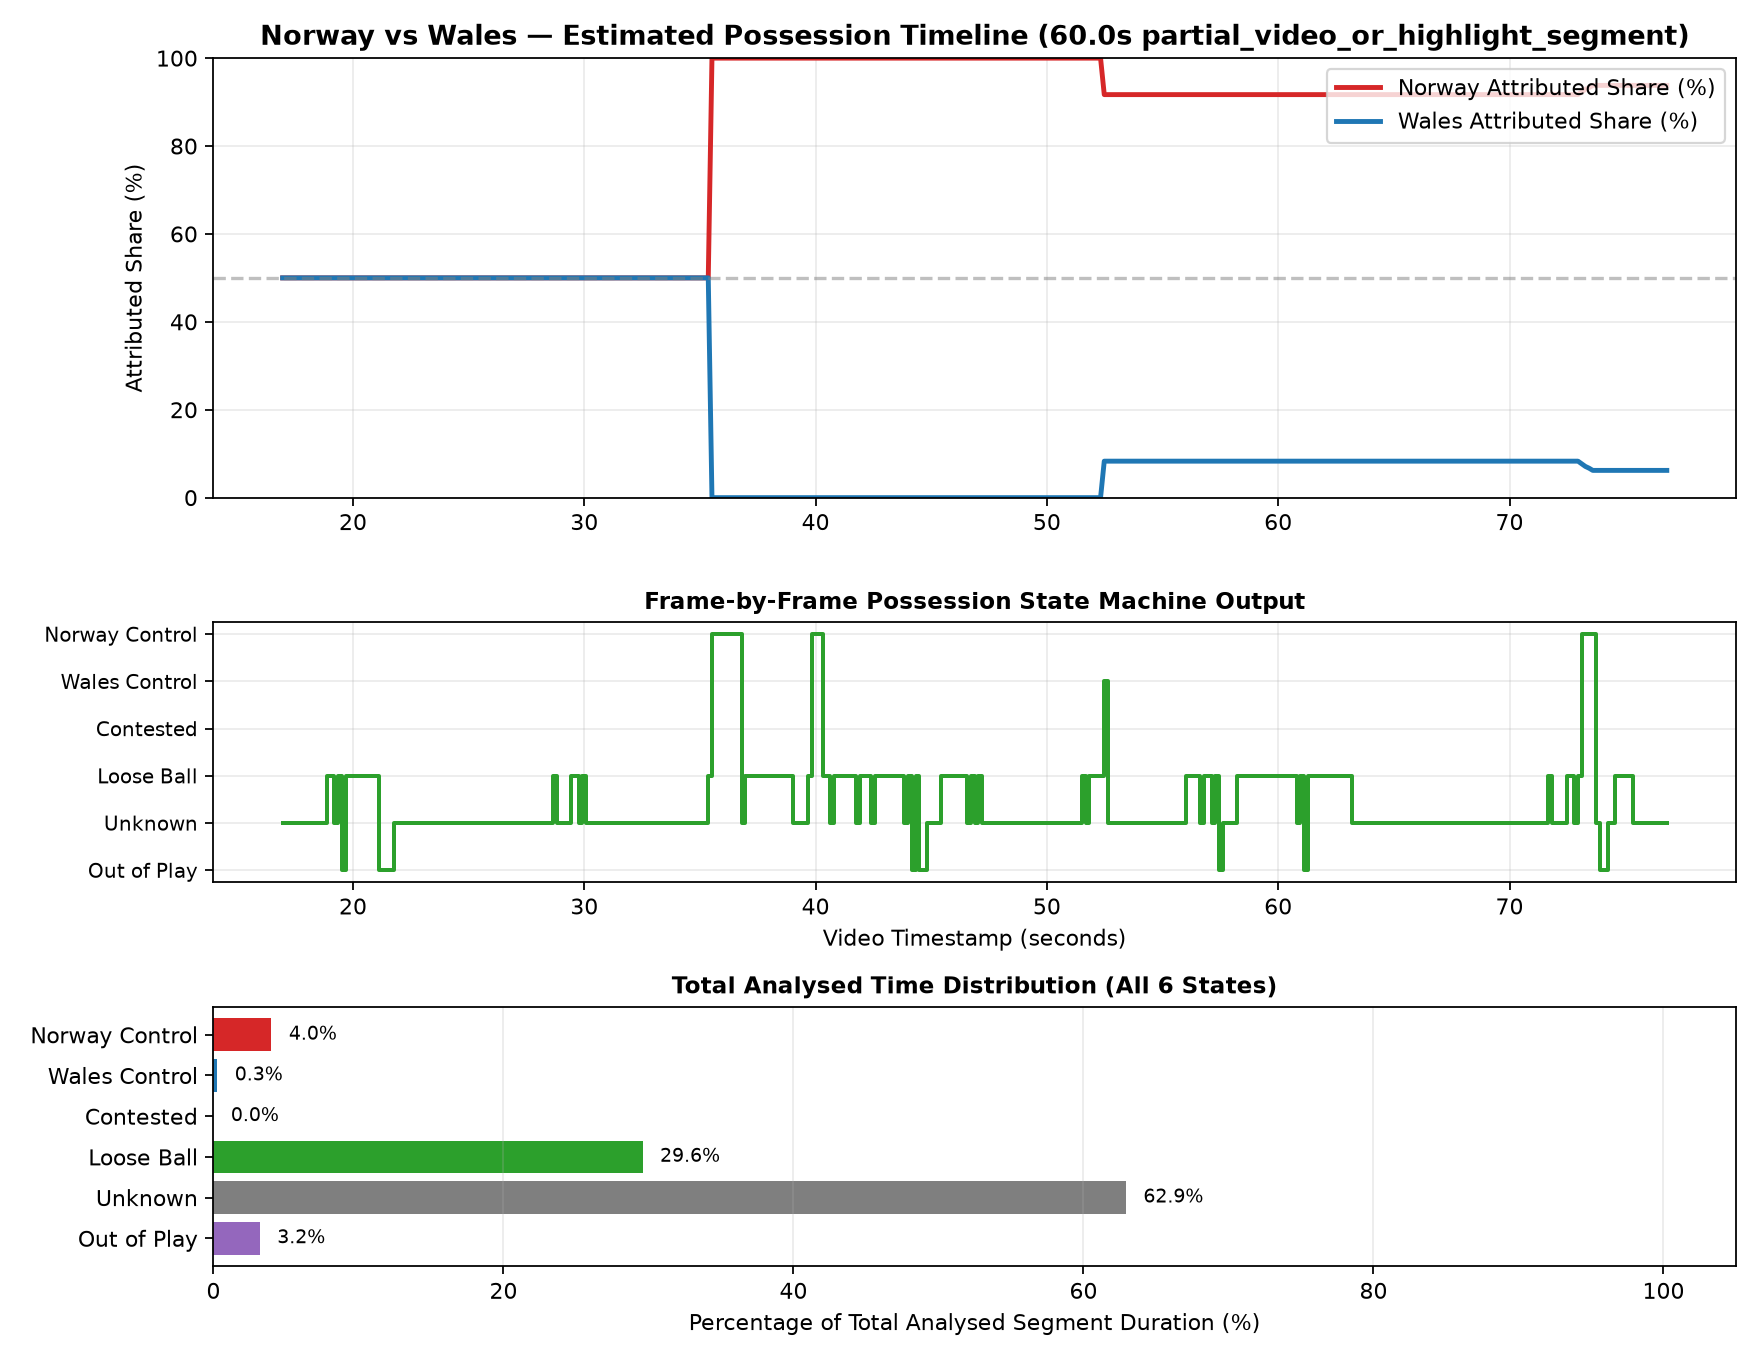 Norway vs Wales — Estimated Possession Timeline (60.0s partial_video_or_highlight_segment)
Attributed Share (%)
100
80
60
40
20
0
Norway Attributed Share (%)
Wales Attributed Share (%)
20 30 40 50 60 70
Frame-by-Frame Possession State Machine Output
Norway Control
Wales Control
Contested
Loose Ball
Unknown
Out of Play
20 30 40 50 60 70
Video Timestamp (seconds)
Total Analysed Time Distribution (All 6 States)
Norway Control 4.0%
Wales Control 0.3%
Contested 0.0%
Loose Ball 29.6%
Unknown 62.9%
Out of Play 3.2%
0 20 40 60 80 100
Percentage of Total Analysed Segment Duration (%)